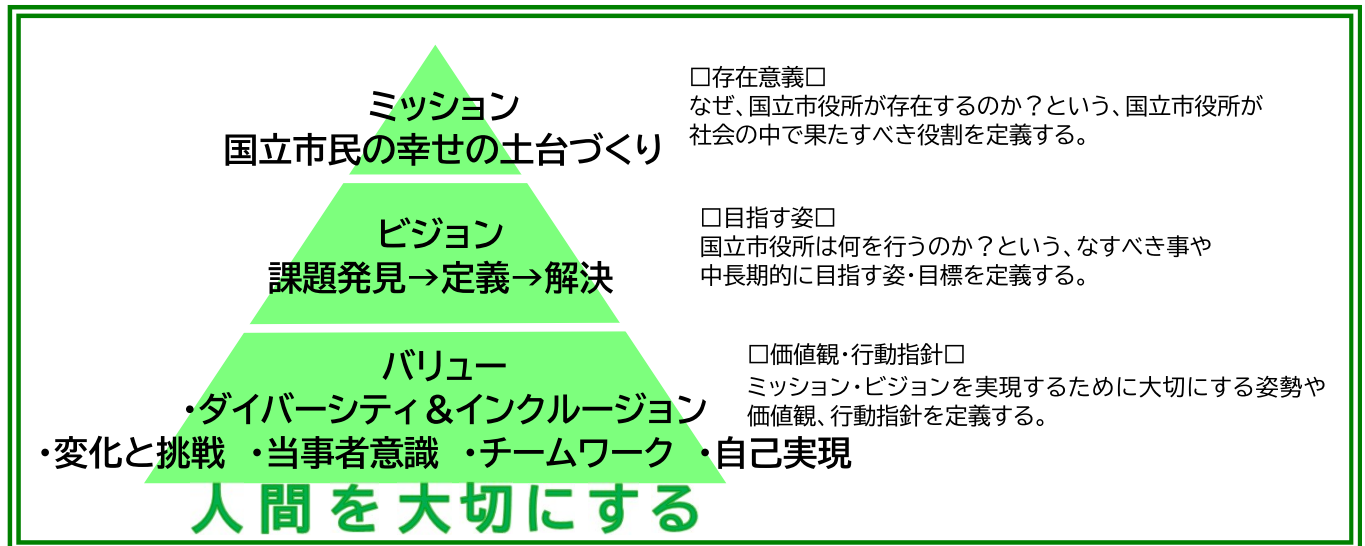 ミッション
国立市民の幸せの土台づくり
□存在意義□
なぜ、国立市役所が存在するのか？という、国立市役所が
社会の中で果たすべき役割を定義する。
ビジョン
課題発見→定義→解決
□目指す姿□
国立市役所は何を行うのか？という、なすべき事や
中長期的に目指す姿・目標を定義する。
バリュー
・ダイバーシティ＆インクルージョン
・変化と挑戦　・当事者意識　・チームワーク　・自己実現
□価値観・行動指針□
ミッション・ビジョンを実現するために大切にする姿勢や
価値観、行動指針を定義する。
人間を大切にする